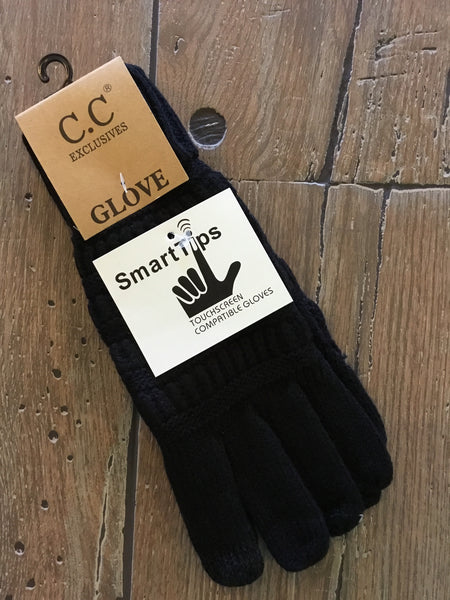 C.C®
EXCLUSIVES
GLOVE
SmartTips
TOUCHSCREEN
COMPATIBLE GLOVES